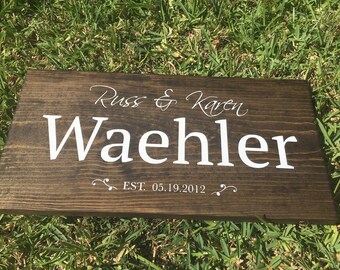 Russ & Karen
Waehler
EST. 05.19.2012